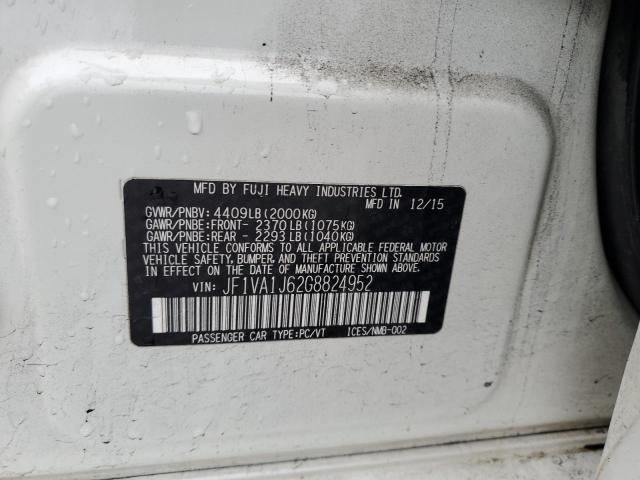 MFD BY FUJI HEAVY INDUSTRIES LTD.
MFD IN 12/15
GVWR/PNBV: 4409LB(2000KG)
GAWR/PNBE:FRONT- 2370LB(1075KG)
GAWR/PNBE:REAR - 2293LB(1040KG)
THIS VEHICLE CONFORMS TO ALL APPLICABLE FEDERAL MOTOR
VEHICLE SAFETY, BUMPER, AND THEFT PREVENTION STANDARDS
IN EFFECT ON THE DATE OF MANUFACTURE SHOWN ABOVE.
VIN: JF1VA1J62G8824952
PASSENGER CAR TYPE:PC/VT ICES/NMB-002